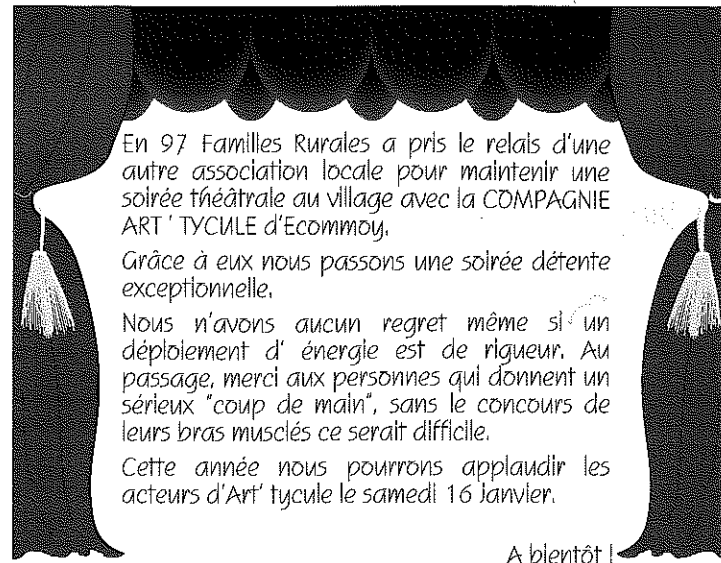 En 97 Familles Rurales a pris le relais d'une
autre association locale pour maintenir une
soirée théâtrale au village avec la COMPAGNIE
ART ' TYCULE d'Ecommoy.
Grâce à eux nous passons une soirée détente
exceptionnelle.
Nous n'avons aucun regret même si un
déploiement d' énergie est de rigueur. Au
passage, merci aux personnes qui donnent un
sérieux "coup de main", sans le concours de
leurs bras musclés ce serait difficile.
Cette année nous pourrons applaudir les
acteurs d'Art' tycule le samedi 16 Janvier.
A bientôt !